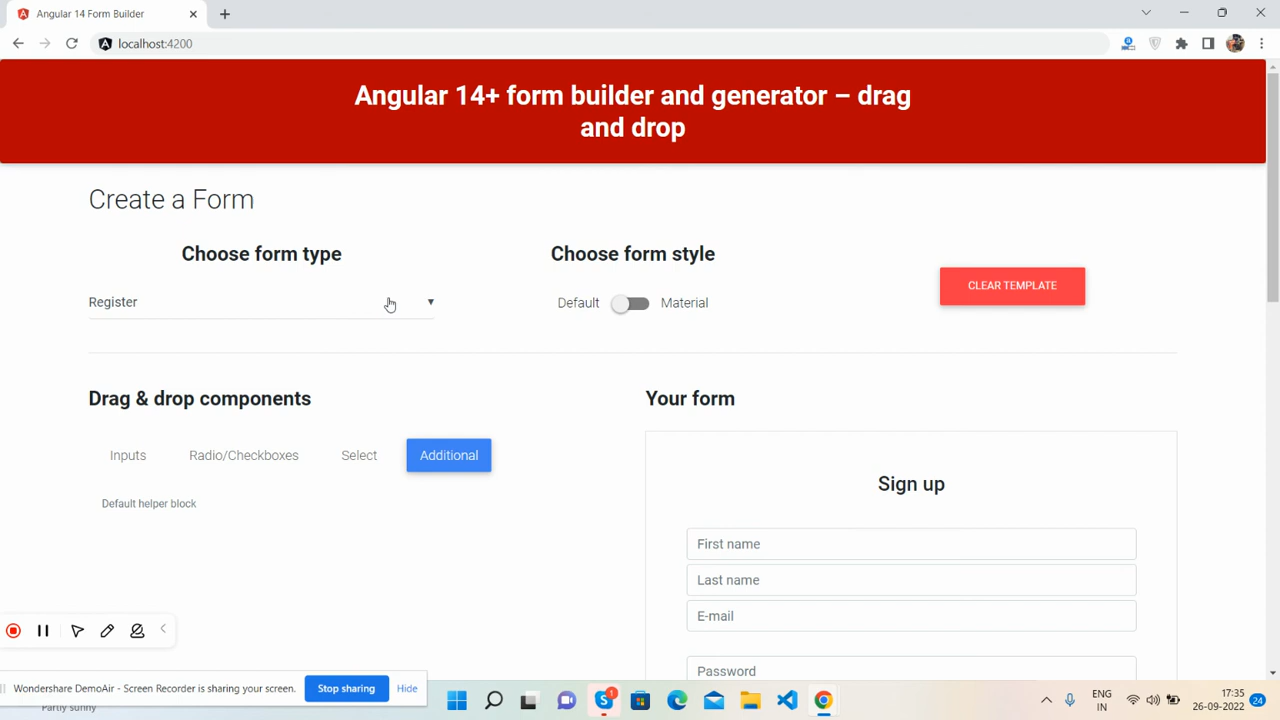 Angular 14 Form Builder
localhost:4200
Angular 14+ form builder and generator – drag
and drop
Create a Form
Choose form type
Choose form style
Register
Default
Material
CLEAR TEMPLATE
Drag & drop components
Your form
Inputs
Radio/Checkboxes
Select
Additional
Default helper block
Sign up
First name
Last name
E-mail
Password
Wondershare DemoAir - Screen Recorder is sharing your screen.
Stop sharing
Hide
Partly sunny
1
ENG
IN
17:35
26-09-2022
24